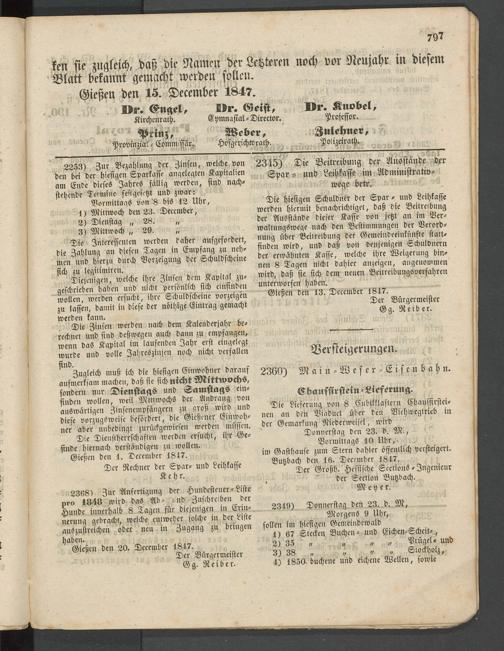 797
ken sie zugleich, daß die Namen der Letzteren noch vor Neujahr in diesem
Blatt bekannt gemacht werden sollen.
Gießen den 15. December 1847.
Dr. Engel, Dr. Geist, Dr. Knobel,
Kirchenrath. Gymnasial-Director. Professor.
Prinz, Weber, Zulehner,
Provinzial-Commissär. Hofgerichtsrath. Polizeirath.
2253) Zur Bezahlung der Zinsen, welche von
den bei der hiesigen Sparkasse angelegten Kapitalien
am Ende dieses Jahres fällig werden, sind nach-
stehende Termine festgesetzt und zwar:
Vormittags von 8 bis 12 Uhr,
1) Mittwoch den 23. December,
2) Dienstag „ 28. „
3) Mittwoch „ 29. „
Die Interessenten werden daher aufgefordert,
die Zahlung an diesen Tagen in Empfang zu neh-
men und hierzu durch Vorzeigung der Schuldscheine
sich zu legitimiren.
Diejenigen, welche ihre Zinsen dem Kapital zu-
geschrieben haben und nicht persönlich sich einfinden
wollen, werden ersucht, ihre Schuldscheine vorzeigen
zu lassen, damit in diese der nöthige Eintrag gemacht
werden kann.
Die Zinsen werden nach dem Kalenderjahr be-
rechnet und sind deßwegen auch dann zu empfangen,
wenn das Kapital im laufenden Jahr erst eingelegt
wurde und volle Jahreszinsen noch nicht verfallen
sind.
Zugleich muß ich die hiesigen Einwohner darauf
aufmerksam machen, daß sie sich nicht Mittwochs,
sondern nur Dienstags und Samstags ein-
finden wollen, weil Mittwochs der Andrang von
auswärtigen Zinsenempfängern zu groß wird und
diese vorzugsweise befördert, die Gießener Einwoh-
ner aber unbedingt zurückgewiesen werden müssen.
Die Dienstherrschaften werden ersucht, ihr Ge-
sinde hiernach verständigen zu wollen.
Gießen den 1. December 1847.
Der Rechner der Spar- und Leihkasse
Kehr.
2368) Zur Anfertigung der Hundesteuer-Liste
pro 1848 wird das Ab- und Zuschreiben der
Hunde innerhalb 8 Tagen für diejenigen in Erin-
nerung gebracht, welche entweder solche in der Liste
auszustreichen oder neu in Zugang zu bringen
haben.
Gießen den 20. December 1847.
Der Bürgermeister
Gg. Reiber.
2315) Die Beitreibung der Ausstände der
Spar- und Leihkasse im Administrativ-
wege betr.
Die hiesigen Schuldner der Spar- und Leihkasse
werden hiermit benachrichtigt, daß die Beitreibung
der Ausstände dieser Kasse von jetzt an im Ver-
waltungswege nach den Bestimmungen der Verord-
nung über Beitreibung der Gemeindeeinkünfte statt-
finden wird, und daß von denjenigen Schuldnern
der erwähnten Kasse, welche ihre Weigerung bin-
nen 8 Tagen nicht dahier anzeigen, angenommen
wird, daß sie sich dem neuen Beitreibungsverfahren
unterworfen haben.
Gießen den 13. December 1847.
Der Bürgermeister
Gg. Reiber.
Versteigerungen.
2360) Main-Weser-Eisenbahn.
Chaussirstein-Lieferung.
Die Lieferung von 8 Cubikklaftern Chaussirstei-
nen an den Viaduct über den Viehwegtrieb in
der Gemarkung Niederweisel, wird
Donnerstag den 23. d. M.,
Vormittags 10 Uhr,
im Gasthause zum Stern dahier öffentlich versteigert.
Butzbach den 16. December 1847.
Der Großh. Hessische Sections-Ingenieur
der Section Butzbach.
Meyer.
2349) Donnerstag den 23. d. M.,
Morgens 9 Uhr,
sollen im hiesigen Gemeindewald
1) 67 Stecken Buchen- und Eichen-Scheit-,
2) 35 „ „ „ „ Prügel- und
3) 38 „ „ „ „ Stockholz,
4) 1850 buchene und eichene Wellen, sowie